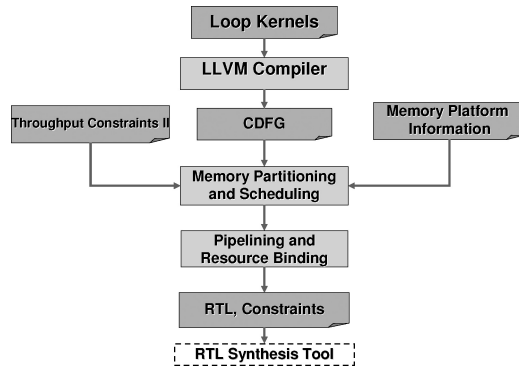 Loop Kernels
LLVM Compiler
Throughput Constraints II
CDFG
Memory Platform
Information
Memory Partitioning
and Scheduling
Pipelining and
Resource Binding
RTL, Constraints
RTL Synthesis Tool